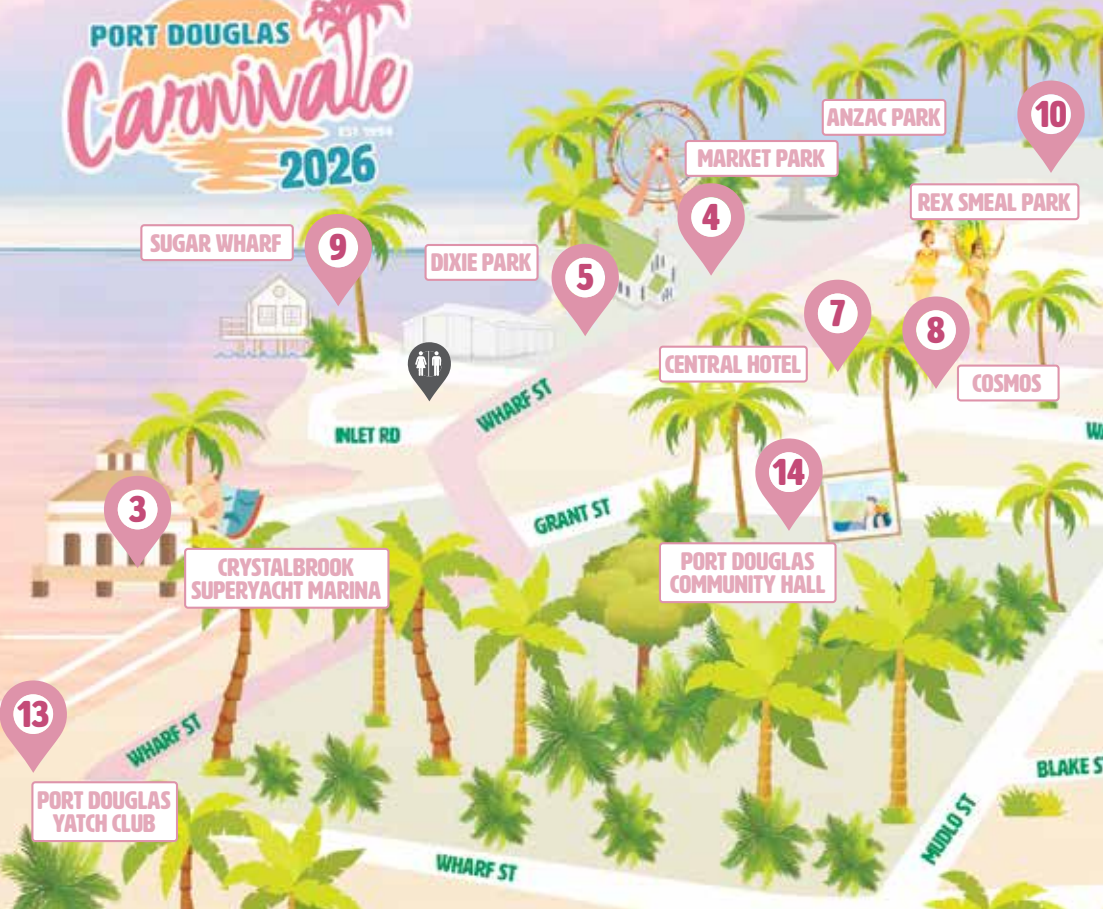 PORT DOUGLAS
Carnivale
EST 1994
2026
ANZAC PARK
10
MARKET PARK
REX SMEAL PARK
4
SUGAR WHARF
9
DIXIE PARK
5
7
8
CENTRAL HOTEL
COSMOS
WHARF ST
INLET RD
14
3
GRANT ST
CRYSTALBROOK
SUPERYACHT MARINA
PORT DOUGLAS
COMMUNITY HALL
13
WHARF ST
BLAKE S
PORT DOUGLAS
YATCH CLUB
MUDLO ST
WHARF ST